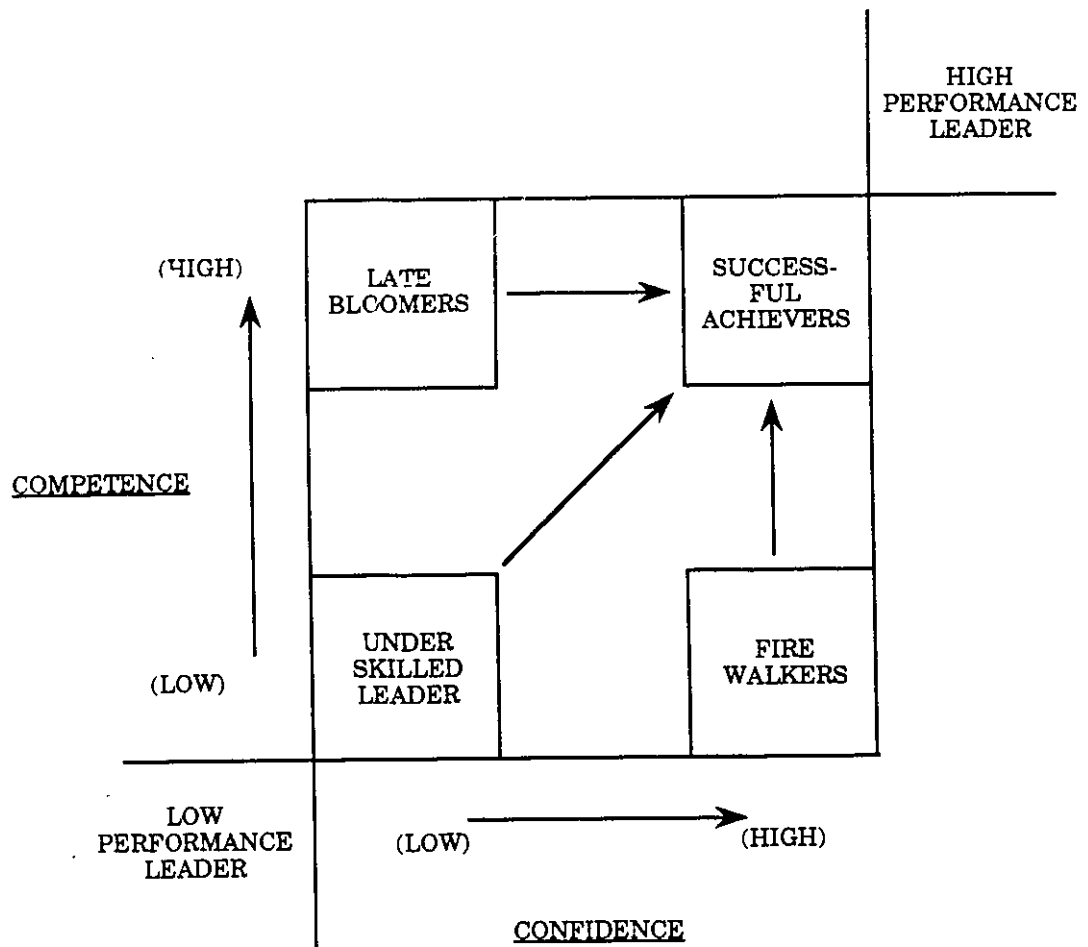 HIGH
PERFORMANCE
LEADER
(HIGH)
LATE
BLOOMERS
SUCCESS-
FUL
ACHIEVERS
COMPETENCE
(LOW)
UNDER
SKILLED
LEADER
FIRE
WALKERS
LOW
PERFORMANCE
LEADER
(LOW)
(HIGH)
CONFIDENCE